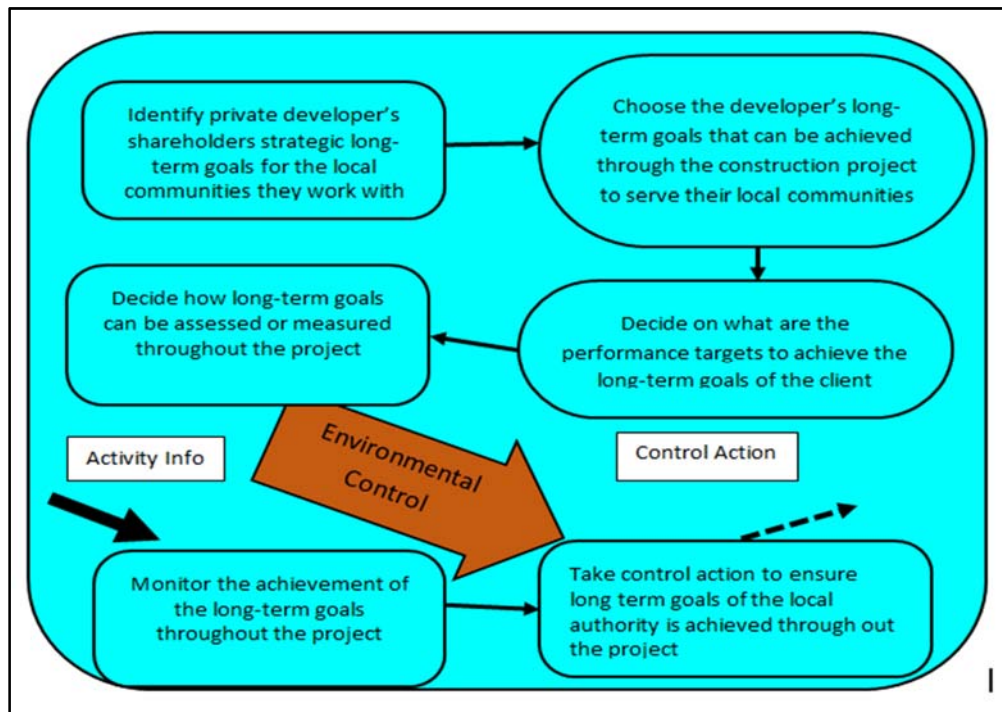 Identify private developer's
shareholders strategic long-
term goals for the local
communities they work with
Choose the developer's long-
term goals that can be achieved
through the construction project
to serve their local communities
Decide on what are the
performance targets to achieve the
long-term goals of the client
Decide how long-term goals
can be assessed or measured
throughout the project
Activity Info
Environmental
Control
Control Action
Monitor the achievement of
the long-term goals
throughout the project
Take control action to ensure
long term goals of the local
authority is achieved through out
the project